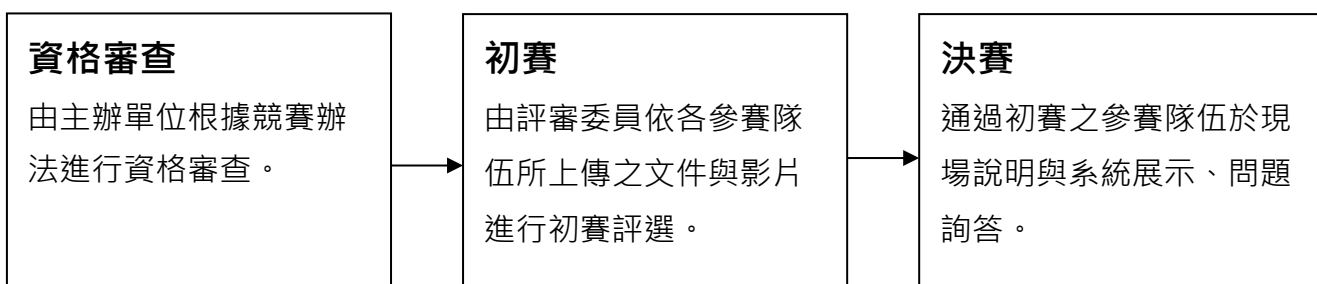 資格審查
由主辦單位根據競賽辦
法進行資格審查。
初賽
由評審委員依各參賽隊
伍所上傳之文件與影片
進行初賽評選。
決賽
通過初賽之參賽隊伍於現
場說明與系統展示、問題
詢答。